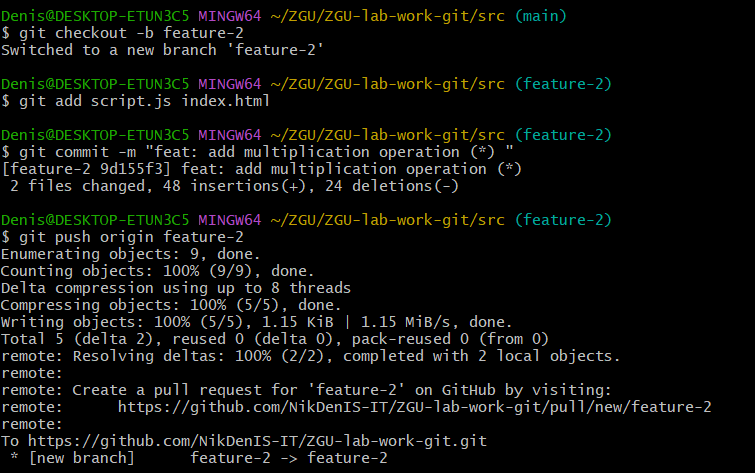 Denis@DESKTOP-ETUN3C5 MINGW64 ~/ZGU/ZGU-lab-work-git/src (main)
$ git checkout -b feature-2
Switched to a new branch 'feature-2'

Denis@DESKTOP-ETUN3C5 MINGW64 ~/ZGU/ZGU-lab-work-git/src (feature-2)
$ git add script.js index.html

Denis@DESKTOP-ETUN3C5 MINGW64 ~/ZGU/ZGU-lab-work-git/src (feature-2)
$ git commit -m "feat: add multiplication operation (*) "
[feature-2 9d155f3] feat: add multiplication operation (*)
 2 files changed, 48 insertions(+), 24 deletions(-)

Denis@DESKTOP-ETUN3C5 MINGW64 ~/ZGU/ZGU-lab-work-git/src (feature-2)
$ git push origin feature-2
Enumerating objects: 9, done.
Counting objects: 100% (9/9), done.
Delta compression using up to 8 threads
Compressing objects: 100% (5/5), done.
Writing objects: 100% (5/5), 1.15 KiB | 1.15 MiB/s, done.
Total 5 (delta 2), reused 0 (delta 0), pack-reused 0 (from 0)
remote: Resolving deltas: 100% (2/2), completed with 2 local objects.
remote:
remote: Create a pull request for 'feature-2' on GitHub by visiting:
remote:      https://github.com/NikDenIS-IT/ZGU-lab-work-git/pull/new/feature-2
remote:
To https://github.com/NikDenIS-IT/ZGU-lab-work-git.git
 * [new branch]      feature-2 -> feature-2